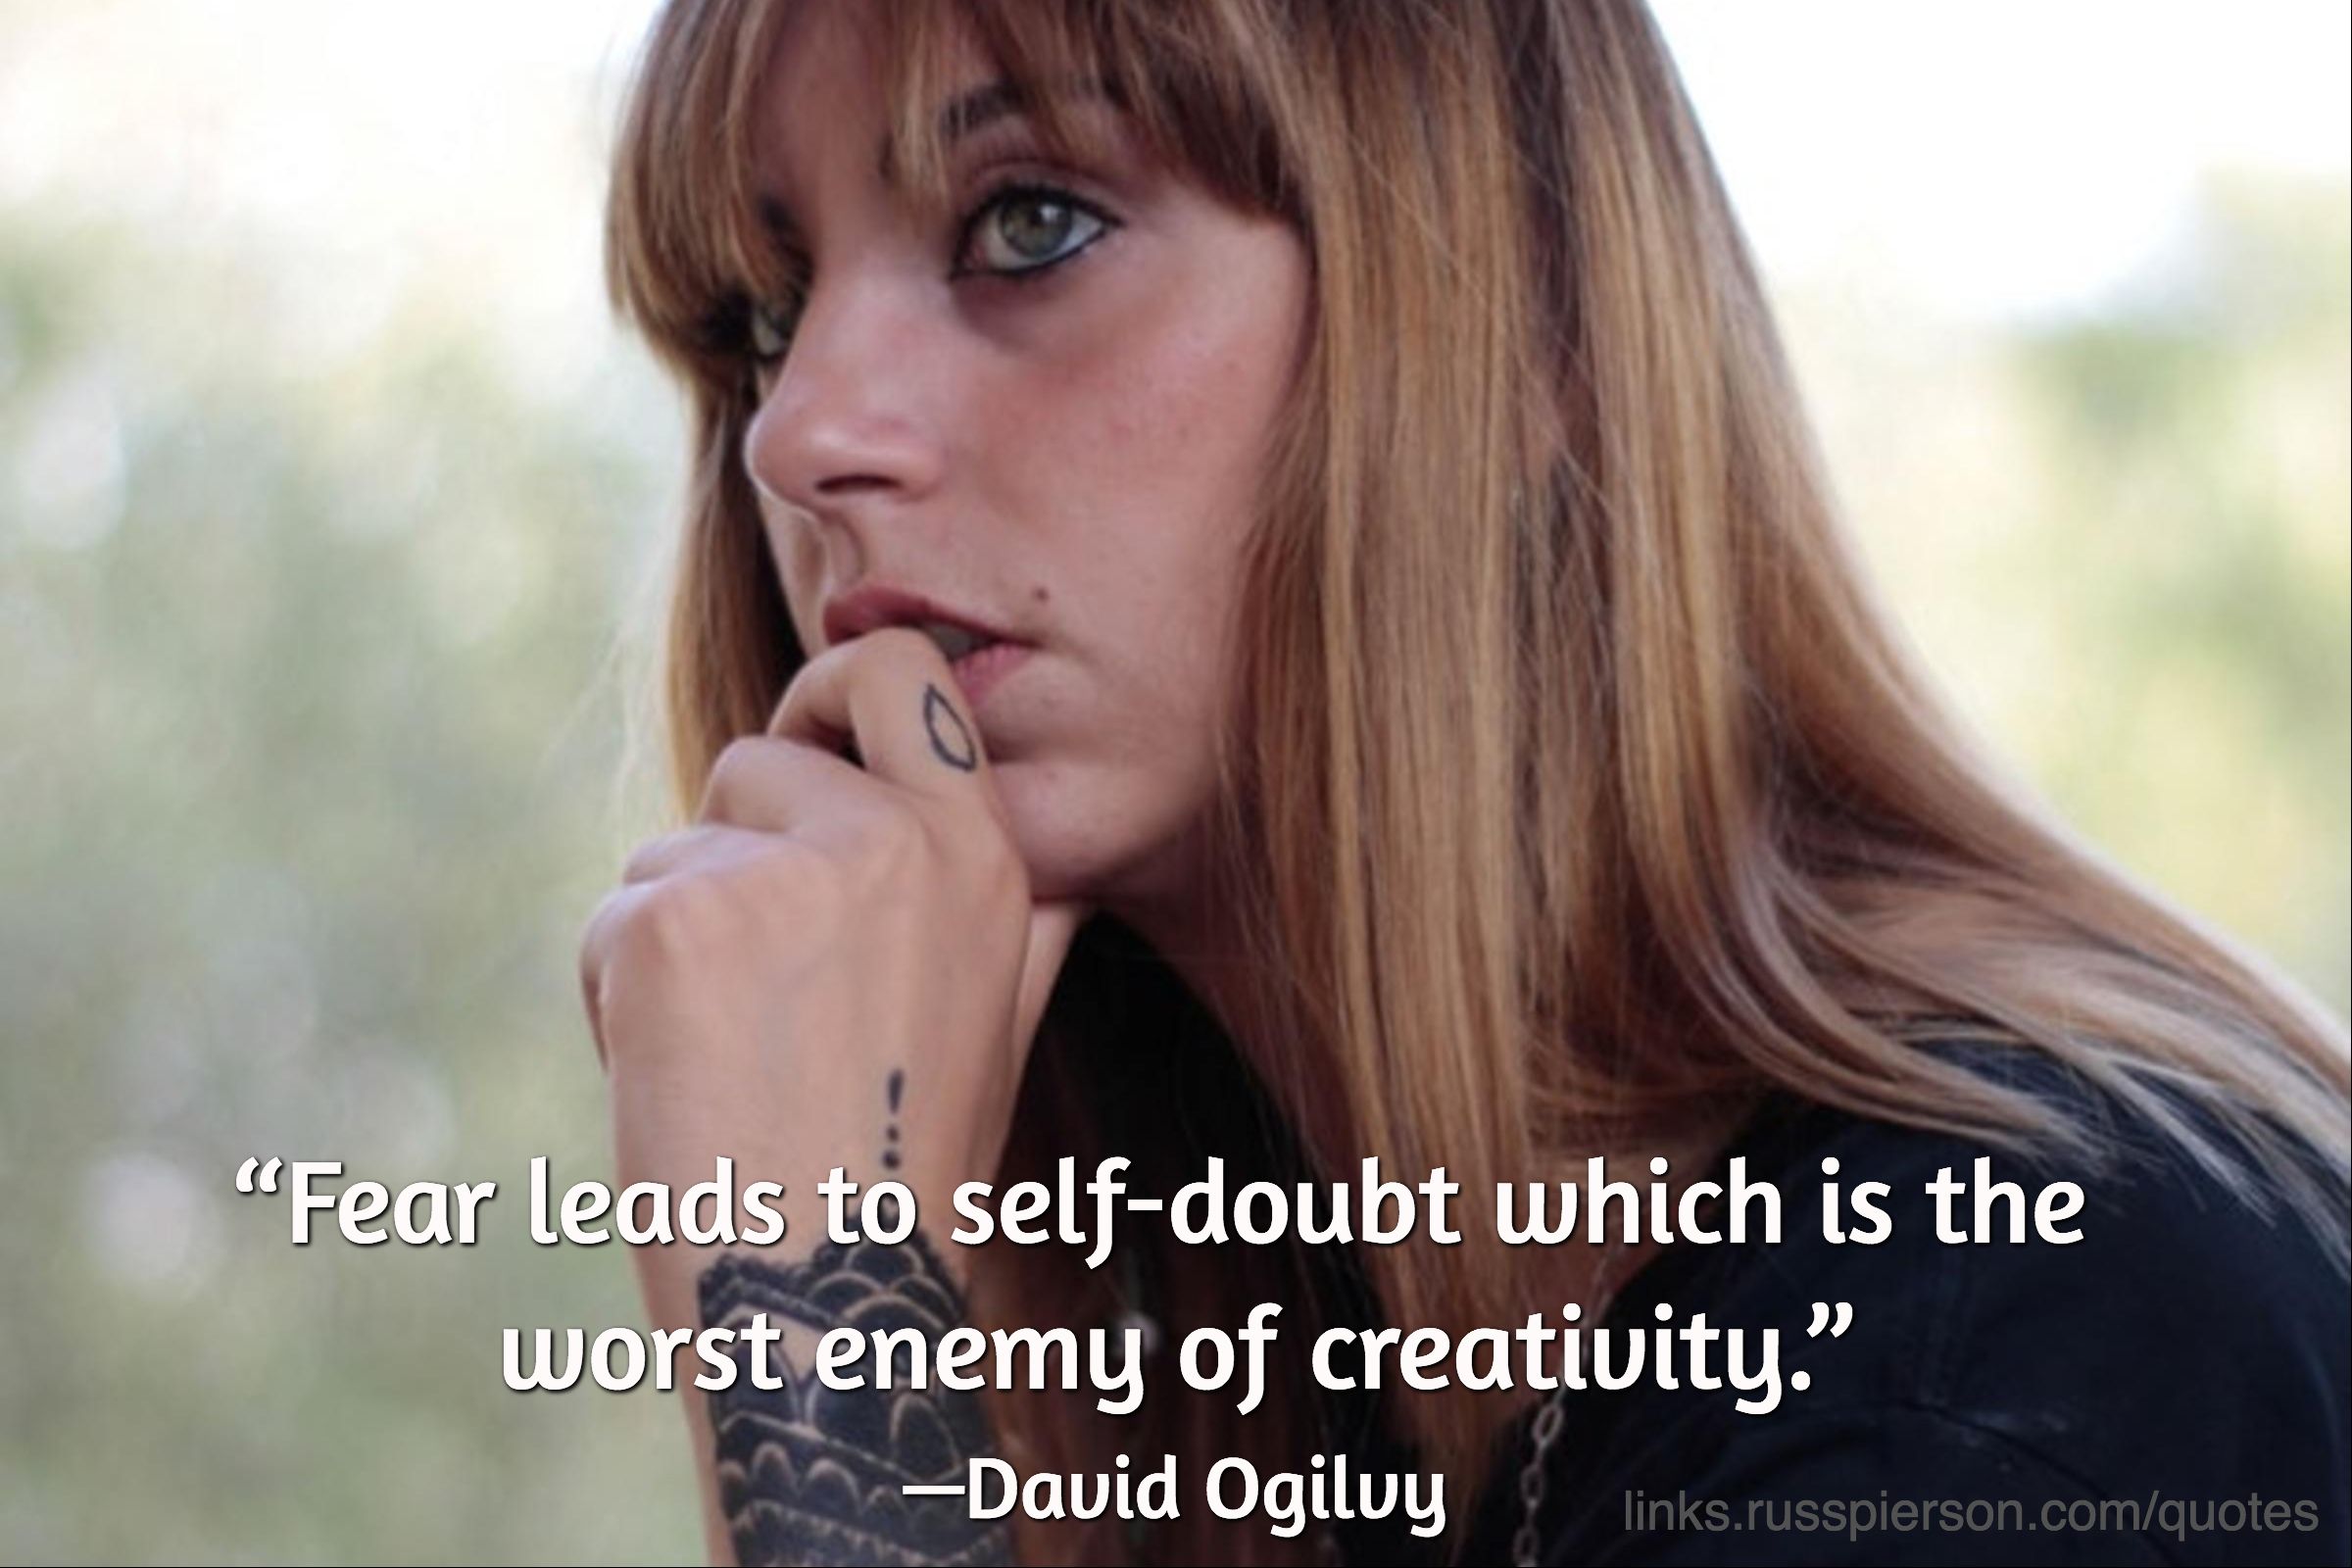 “Fear leads to self-doubt which is the
worst enemy of creativity.”
—David Ogilvy
links.russpierson.com/quotes